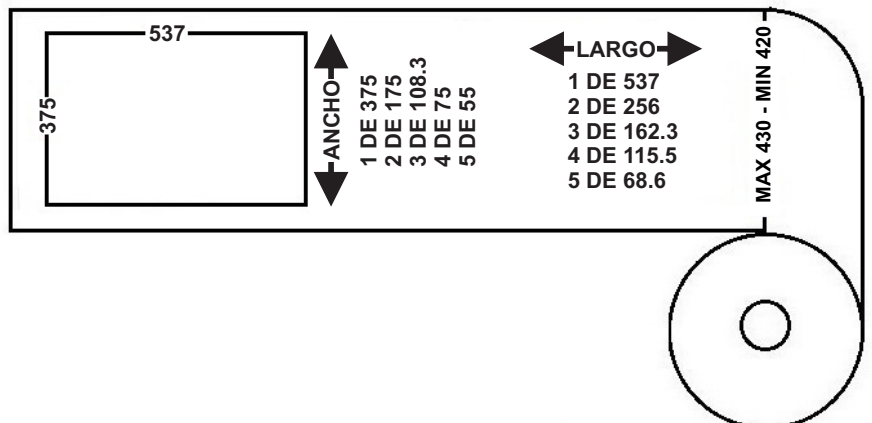 537
375
ANCHO
1 DE 375
2 DE 175
3 DE 108.3
4 DE 75
5 DE 55
LARGO
1 DE 537
2 DE 256
3 DE 162.3
4 DE 115.5
5 DE 68.6
MAX 430 - MIN 420